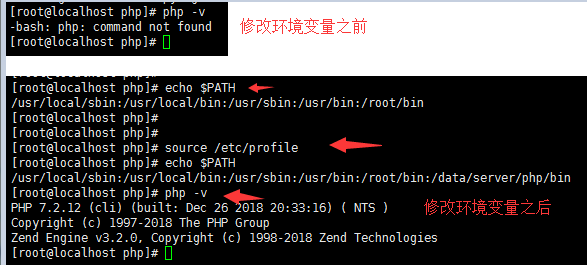 [root@localhost php]# php -v
-bash: php: command not found
[root@localhost php]#
修改环境变量之前
[root@localhost php]# echo $PATH
/usr/local/sbin:/usr/local/bin:/usr/sbin:/usr/bin:/root/bin
[root@localhost php]#
[root@localhost php]#
[root@localhost php]# source /etc/profile
[root@localhost php]# echo $PATH
/usr/local/sbin:/usr/local/bin:/usr/sbin:/usr/bin:/root/bin:/data/server/php/bin
[root@localhost php]# php -v
PHP 7.2.12 (cli) (built: Dec 26 2018 20:33:16) ( NTS )
修改环境变量之后
Copyright (c) 1997-2018 The PHP Group
Zend Engine v3.2.0, Copyright (c) 1998-2018 Zend Technologies
[root@localhost php]#